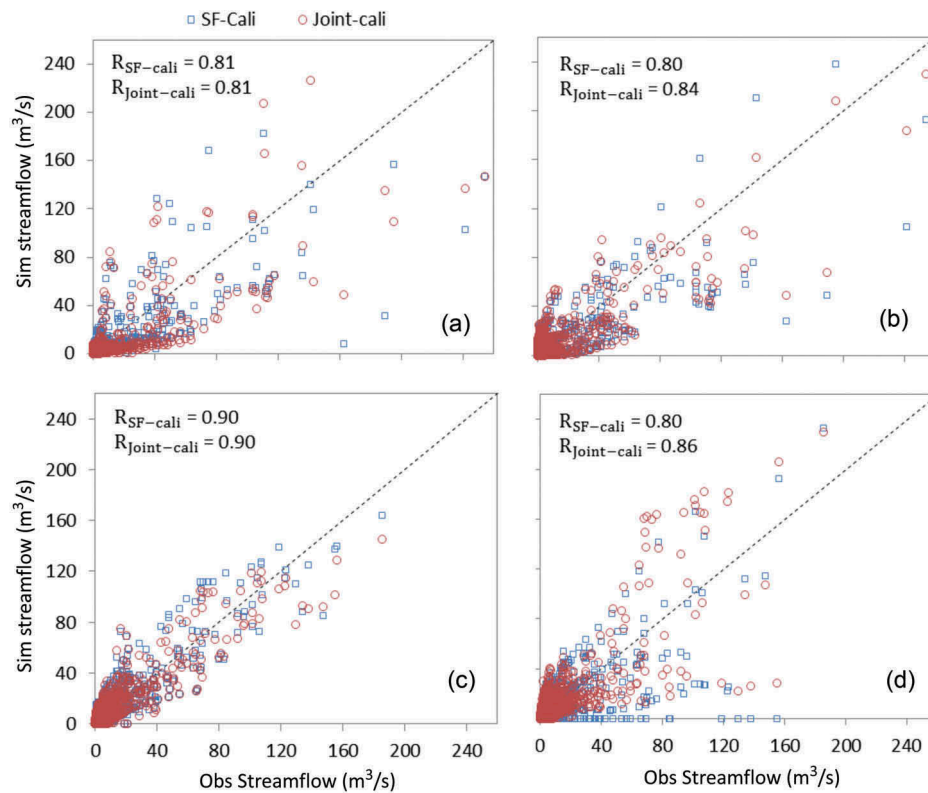 SF-Cali Joint-cali
R_SF−cali = 0.81
R_Joint−cali = 0.81
240
200
160
120
80
40
0
Sim streamflow (m³/s)
(a)
R_SF−cali = 0.80
R_Joint−cali = 0.84
(b)
R_SF−cali = 0.90
R_Joint−cali = 0.90
240
200
160
120
80
40
0
Sim streamflow (m³/s)
(c)
0 40 80 120 160 200 240
Obs Streamflow (m³/s)
R_SF−cali = 0.80
R_Joint−cali = 0.86
(d)
0 40 80 120 160 200 240
Obs Streamflow (m³/s)